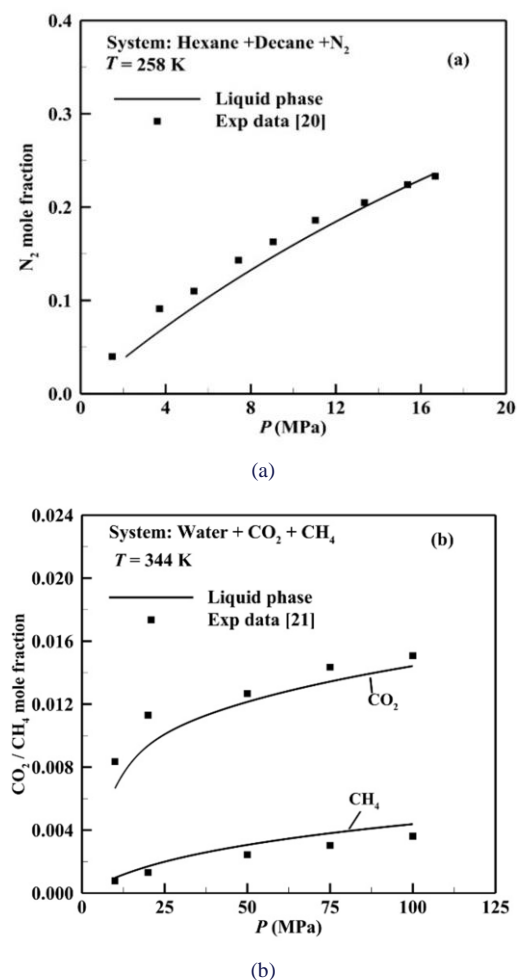 System: Hexane +Decane +N₂
T = 258 K
(a)
Liquid phase
Exp data [20]
N₂ mole fraction
0.4
0.3
0.2
0.1
0.0
4 8 12 16 20
P (MPa)
(a)
System: Water + CO₂ + CH₄
T = 344 K
(b)
Liquid phase
Exp data [21]
CO₂ / CH₄ mole fraction
0.024
0.020
0.016
0.012
0.008
0.004
0.000
CO₂
CH₄
0 25 50 75 100 125
P (MPa)
(b)